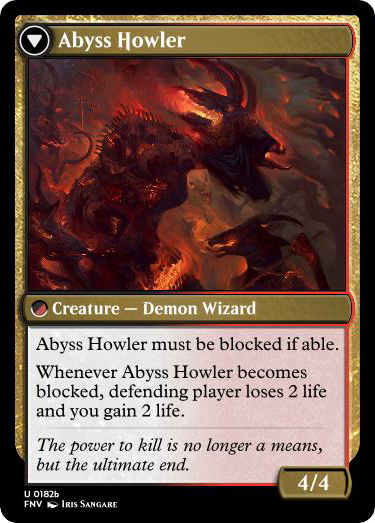 Abyss Howler
Creature — Demon Wizard
Abyss Howler must be blocked if able.
Whenever Abyss Howler becomes
blocked, defending player loses 2 life
and you gain 2 life.
The power to kill is no longer a means,
but the ultimate end.
4/4
U 0182b
FNV Iris Sangare